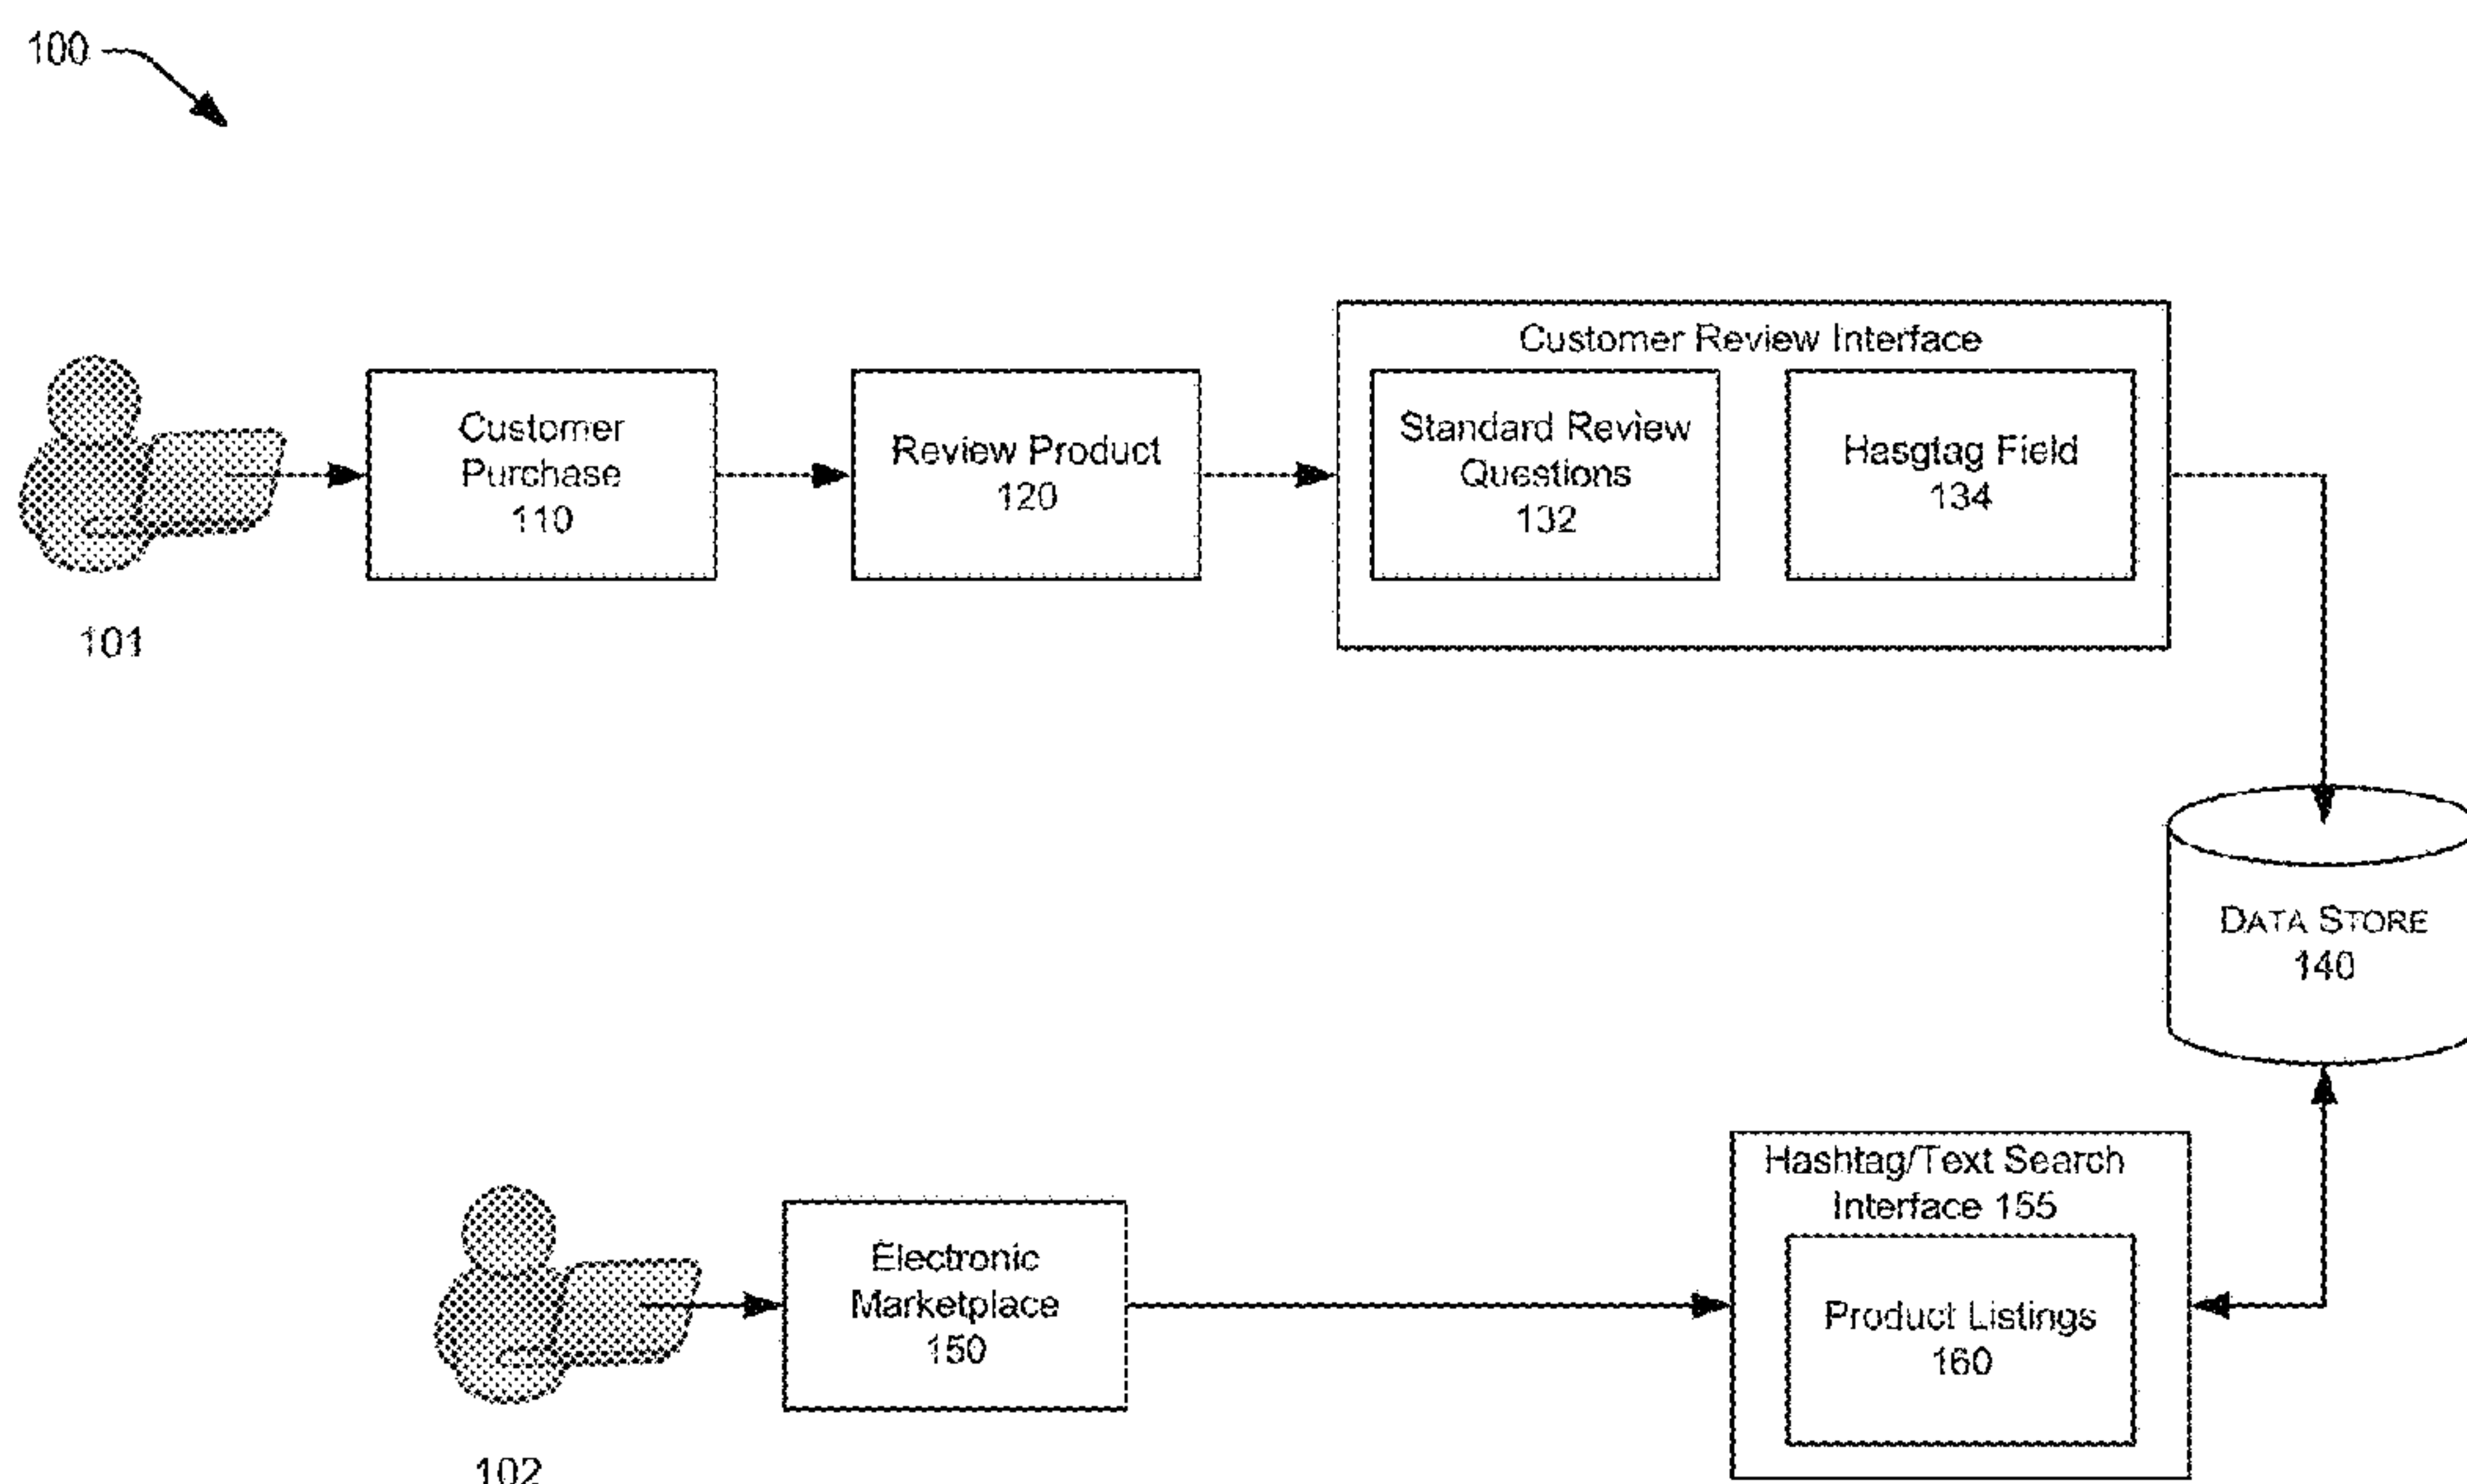 100
Customer Review Interface
Customer
Purchase
110
Review Product
120
Standard Review
Questions
132
Hasgtag Field
134
101
DATA STORE
140
Hashtag/Text Search
Interface 155
Electronic
Marketplace
150
Product Listings
160
102